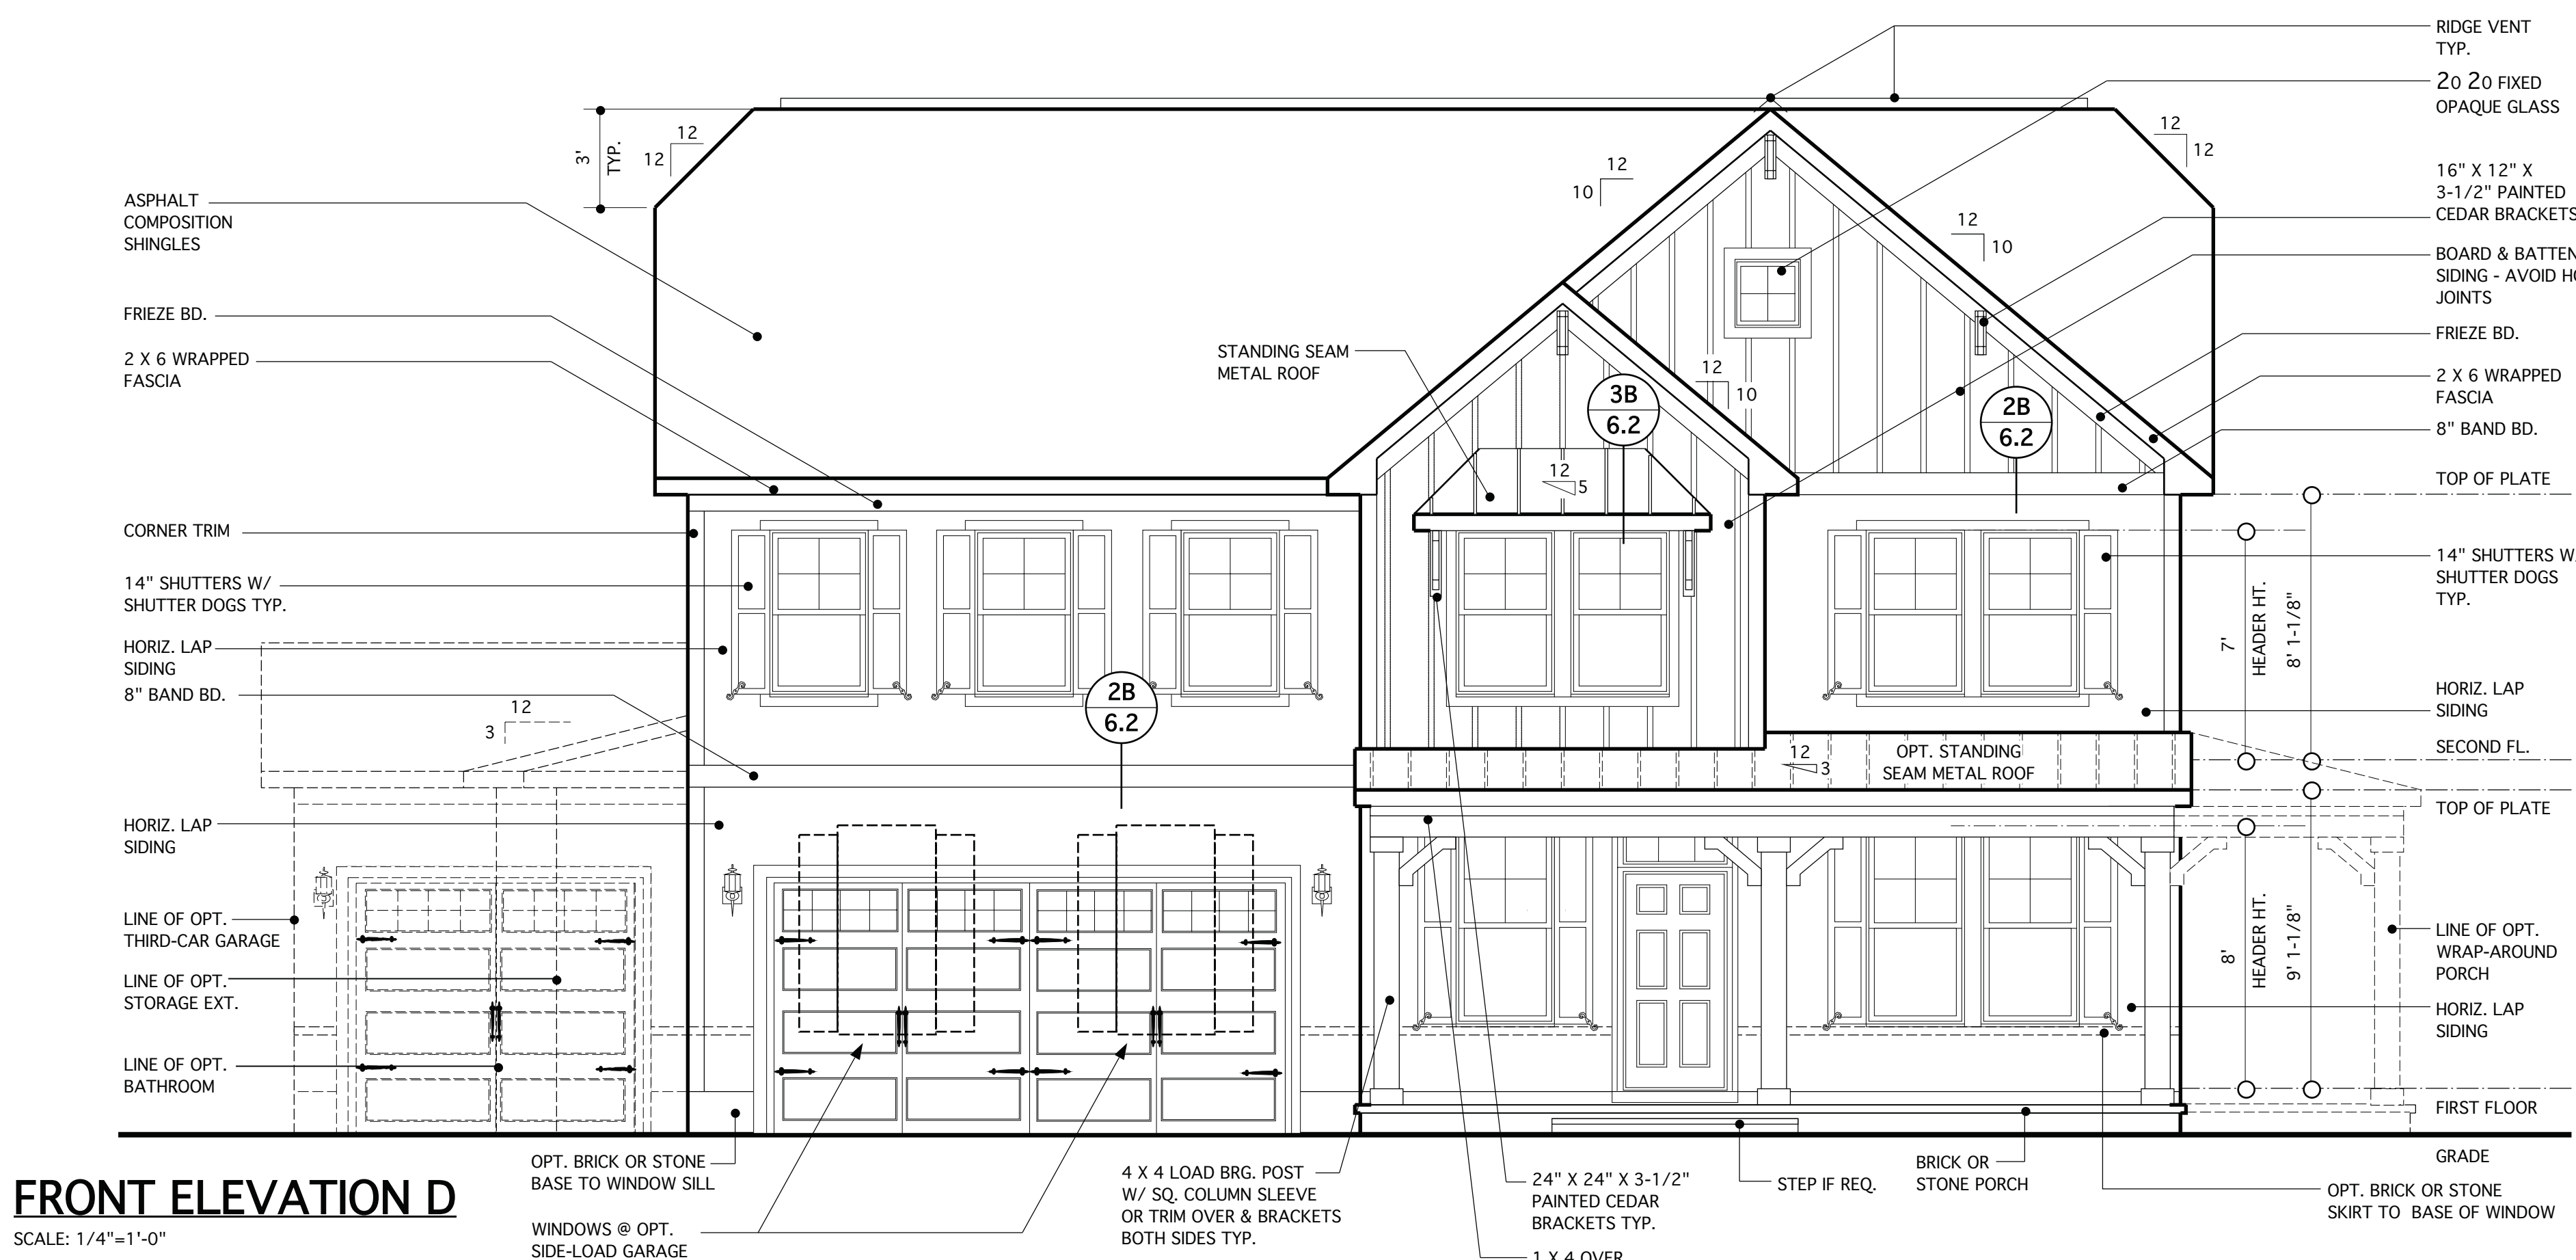 RIDGE VENT
TYP.
20 20 FIXED
OPAQUE GLASS
16" X 12" X
3-1/2" PAINTED
CEDAR BRACKETS
BOARD & BATTEN
SIDING - AVOID
JOINTS
FRIEZE BD.
2 X 6 WRAPPED
FASCIA
8" BAND BD.
TOP OF PLATE
14" SHUTTERS W/
SHUTTER DOGS
TYP.
HORIZ. LAP
SIDING
SECOND FL.
TOP OF PLATE
LINE OF OPT.
WRAP-AROUND
PORCH
HORIZ. LAP
SIDING
FIRST FLOOR
GRADE
OPT. BRICK OR STONE
SKIRT TO BASE OF WINDOW
7'
HEADER HT.
8' 1-1/8"
8'
HEADER HT.
9' 1-1/8"
3'
TYP.
12
12
12
12
12
10
12
10
12
10
12
5
12
3
12
3
ASPHALT
COMPOSITION
SHINGLES
FRIEZE BD.
2 X 6 WRAPPED
FASCIA
CORNER TRIM
14" SHUTTERS W/
SHUTTER DOGS TYP.
HORIZ. LAP
SIDING
8" BAND BD.
HORIZ. LAP
SIDING
LINE OF OPT.
THIRD-CAR GARAGE
LINE OF OPT.
STORAGE EXT.
LINE OF OPT.
BATHROOM
STANDING SEAM
METAL ROOF
3B
6.2
2B
6.2
2B
6.2
OPT. STANDING
SEAM METAL ROOF
OPT. BRICK OR STONE
BASE TO WINDOW SILL
WINDOWS @ OPT.
SIDE-LOAD GARAGE
4 X 4 LOAD BRG. POST
W/ SQ. COLUMN SLEEVE
OR TRIM OVER & BRACKETS
BOTH SIDES TYP.
24" X 24" X 3-1/2"
PAINTED CEDAR
BRACKETS TYP.
1 X 4 OVER
STEP IF REQ.
BRICK OR
STONE PORCH
FRONT ELEVATION D
SCALE: 1/4"=1'-0"